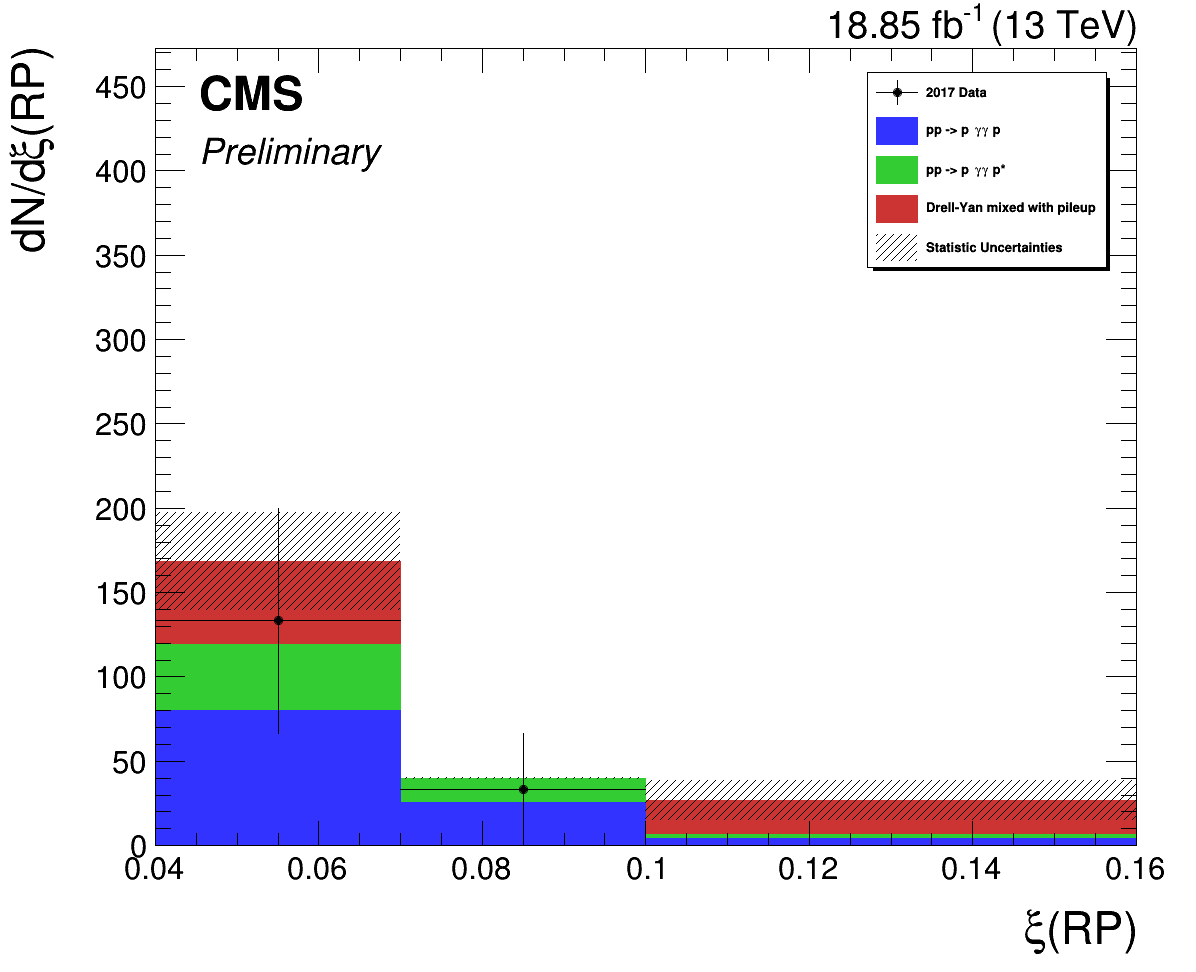 18.85 fb-1 (13 TeV)
dN/dξ(RP)
CMS
Preliminary
2017 Data
pp -> p γγ p
pp -> p γγ p*
Drell-Yan mixed with pileup
Statistic Uncertainties
450
400
350
300
250
200
150
100
50
0
0.04 0.06 0.08 0.1 0.12 0.14 0.16
ξ(RP)